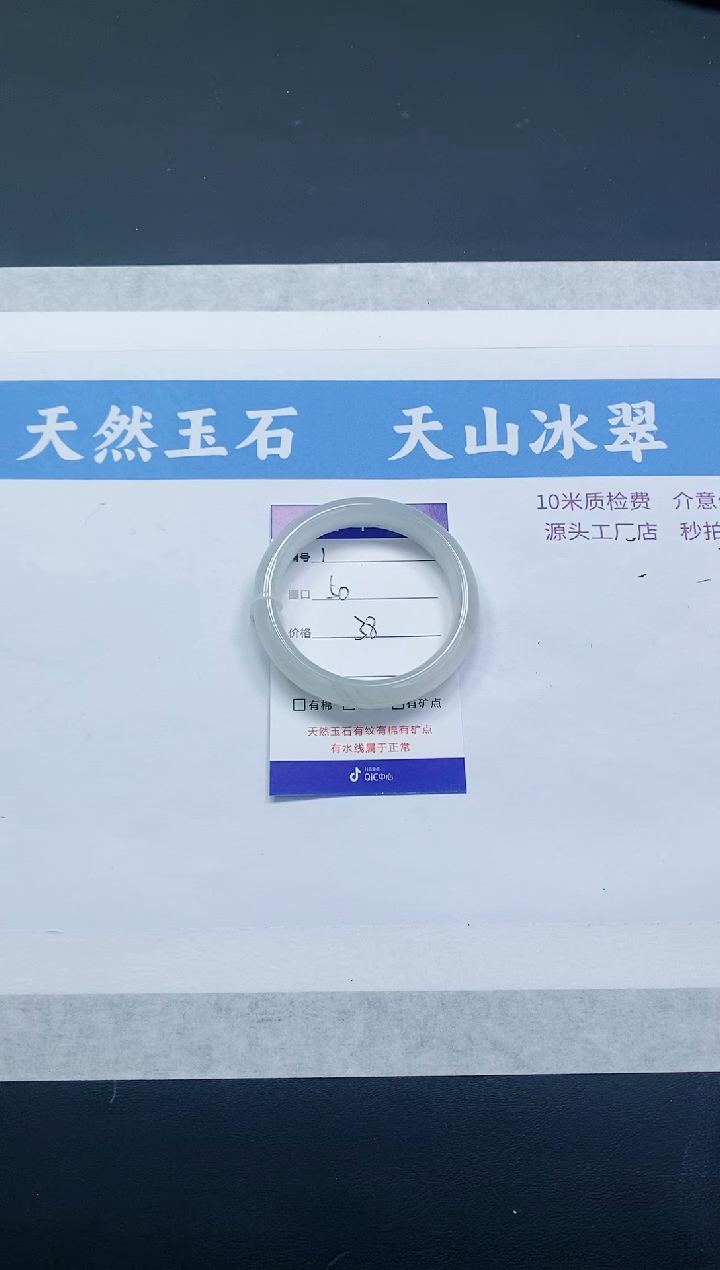 天然玉石 天山冰翠
10米质检费 介意
源头工厂店 秒拍
号 1
圈口 50
价格 38
□有棉 □有矿点
天然玉石有纹有棉有矿点
有水线属于正常
QIC中心